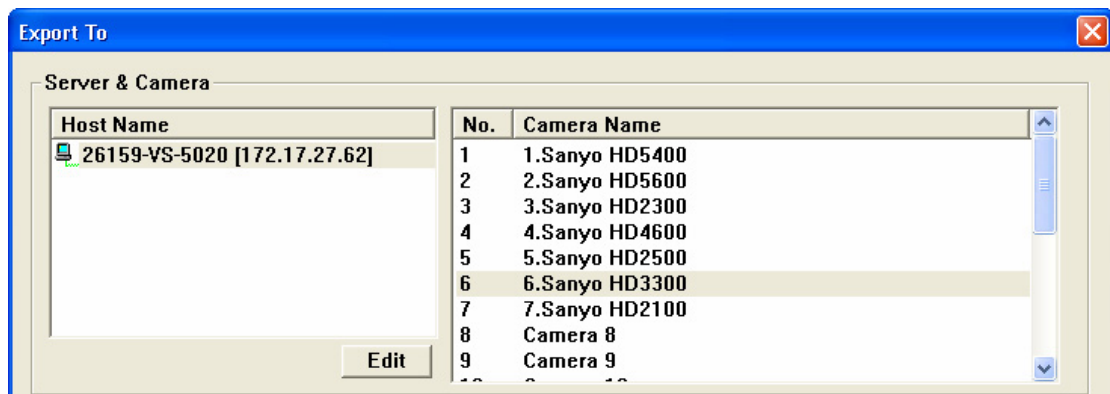 Export To
Server & Camera
Host Name
26159-VS-5020 [172.17.27.62]
Edit
No. Camera Name
1 1.Sanyo HD5400
2 2.Sanyo HD5600
3 3.Sanyo HD2300
4 4.Sanyo HD4600
5 5.Sanyo HD2500
6 6.Sanyo HD3300
7 7.Sanyo HD2100
8 Camera 8
9 Camera 9